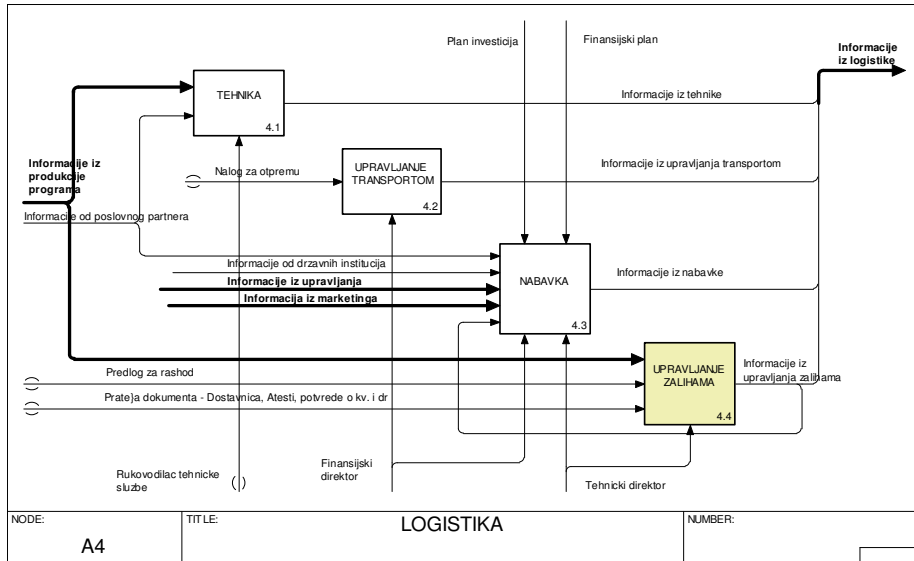 Plan investicija
Finansijski plan
Informacije
iz logistike
TEHNIKA
4.1
Informacije iz tehnike
Informacije iz
produkcije
programa
Nalog za otpremu
UPRAVLJANJE
TRANSPORTOM
4.2
Informacije iz upravljanja transportom
Informacije od poslovnog partnera
Informacije od drzavnih institucija
Informacije iz upravljanja
Informacija iz marketinga
NABAVKA
4.3
Informacije iz nabavke
Predlog za rashod
Prate}a dokumenta - Dostavnica, Atesti, potvrede o kv. i dr
UPRAVLJANJE
ZALIHAMA
4.4
Informacije iz
upravljanja zalihama
Rukovodilac tehnicke
sluzbe
Finansijski
direktor
Tehnicki direktor
NODE:
A4
TITLE:
LOGISTIKA
NUMBER: